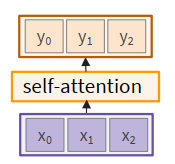 y₀ y₁ y₂
self-attention
x₀ x₁ x₂